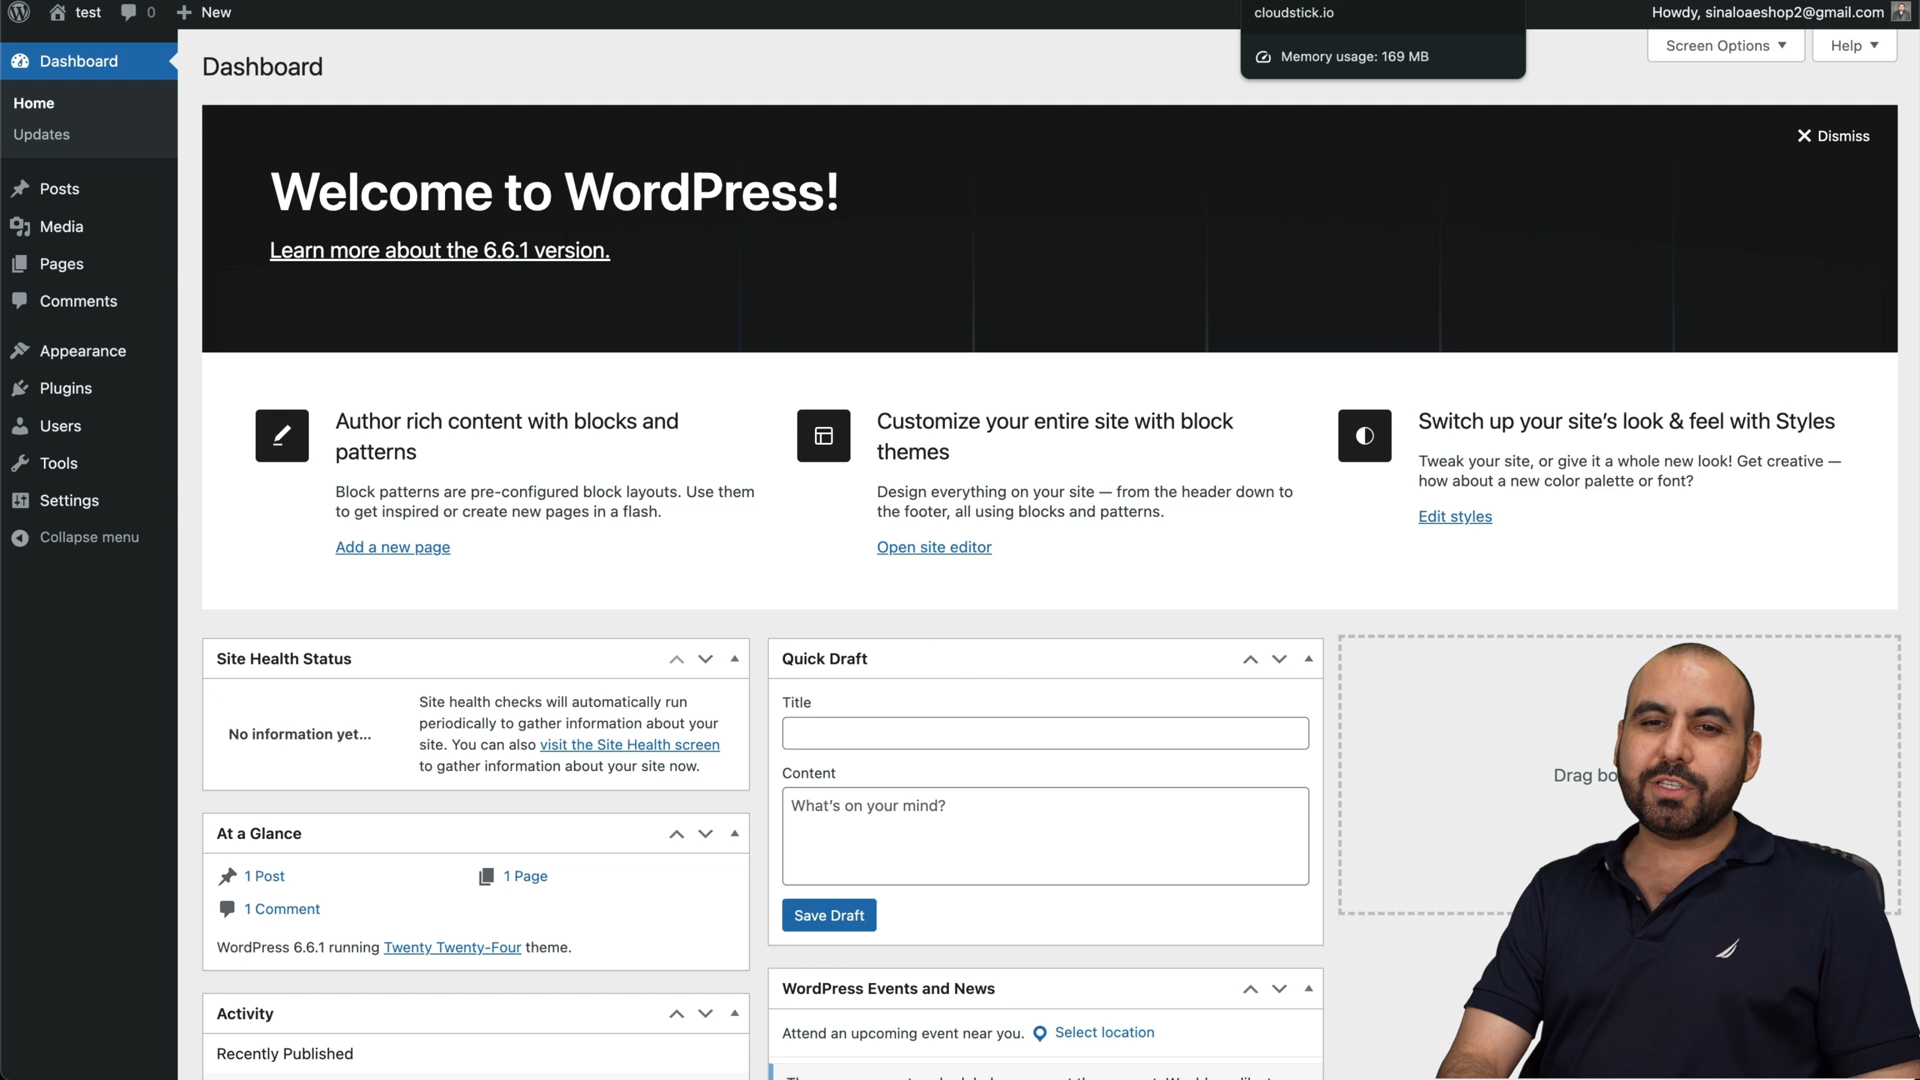 test
0
New
cloudstick.io
Memory usage: 169 MB
Howdy, sinaloaeshop2@gmail.com
Screen Options
Help
Dashboard
Home
Updates
Posts
Media
Pages
Comments
Appearance
Plugins
Users
Tools
Settings
Collapse menu
Dashboard
Dismiss
Welcome to WordPress!
Learn more about the 6.6.1 version.
Author rich content with blocks and
patterns
Block patterns are pre-configured block layouts. Use them
to get inspired or create new pages in a flash.
Add a new page
Customize your entire site with block
themes
Design everything on your site — from the header down to
the footer, all using blocks and patterns.
Open site editor
Switch up your site’s look & feel with Styles
Tweak your site, or give it a whole new look! Get creative —
how about a new color palette or font?
Edit styles
Site Health Status
No information yet...
Site health checks will automatically run
periodically to gather information about your
site. You can also visit the Site Health screen
to gather information about your site now.
At a Glance
1 Post
1 Page
1 Comment
WordPress 6.6.1 running Twenty Twenty-Four theme.
Activity
Recently Published
Quick Draft
Title
Content
What’s on your mind?
Save Draft
WordPress Events and News
Attend an upcoming event near you.
Select location
Drag bo